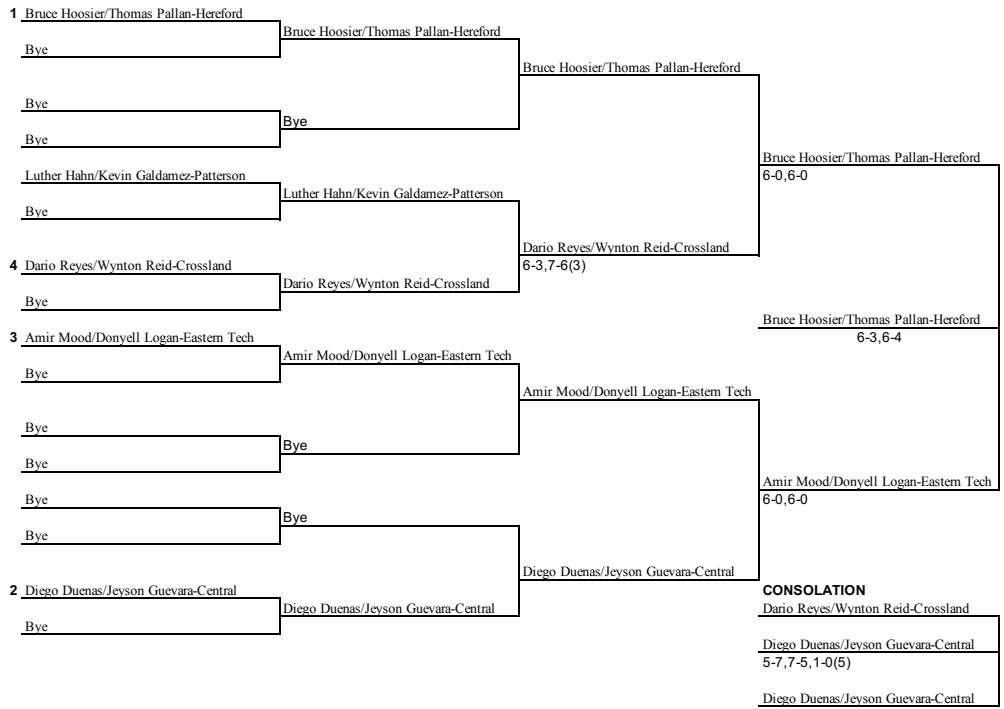 1 Bruce Hoosier/Thomas Pallan-Hereford
Bruce Hoosier/Thomas Pallan-Hereford
Bye
Bruce Hoosier/Thomas Pallan-Hereford
Bye
Bye
Bye
Bruce Hoosier/Thomas Pallan-Hereford
6-0,6-0
Luther Hahn/Kevin Galdamez-Patterson
Luther Hahn/Kevin Galdamez-Patterson
Bye
Dario Reyes/Wynton Reid-Crossland
6-3,7-6(3)
4 Dario Reyes/Wynton Reid-Crossland
Dario Reyes/Wynton Reid-Crossland
Bye
Bruce Hoosier/Thomas Pallan-Hereford
6-3,6-4
3 Amir Mood/Donyell Logan-Eastern Tech
Amir Mood/Donyell Logan-Eastern Tech
Bye
Amir Mood/Donyell Logan-Eastern Tech
Bye
Bye
Bye
Amir Mood/Donyell Logan-Eastern Tech
6-0,6-0
Bye
Bye
Bye
Diego Duenas/Jeyson Guevara-Central
2 Diego Duenas/Jeyson Guevara-Central
Diego Duenas/Jeyson Guevara-Central
Bye
CONSOLATION
Dario Reyes/Wynton Reid-Crossland
Diego Duenas/Jeyson Guevara-Central
5-7,7-5,1-0(5)
Diego Duenas/Jeyson Guevara-Central